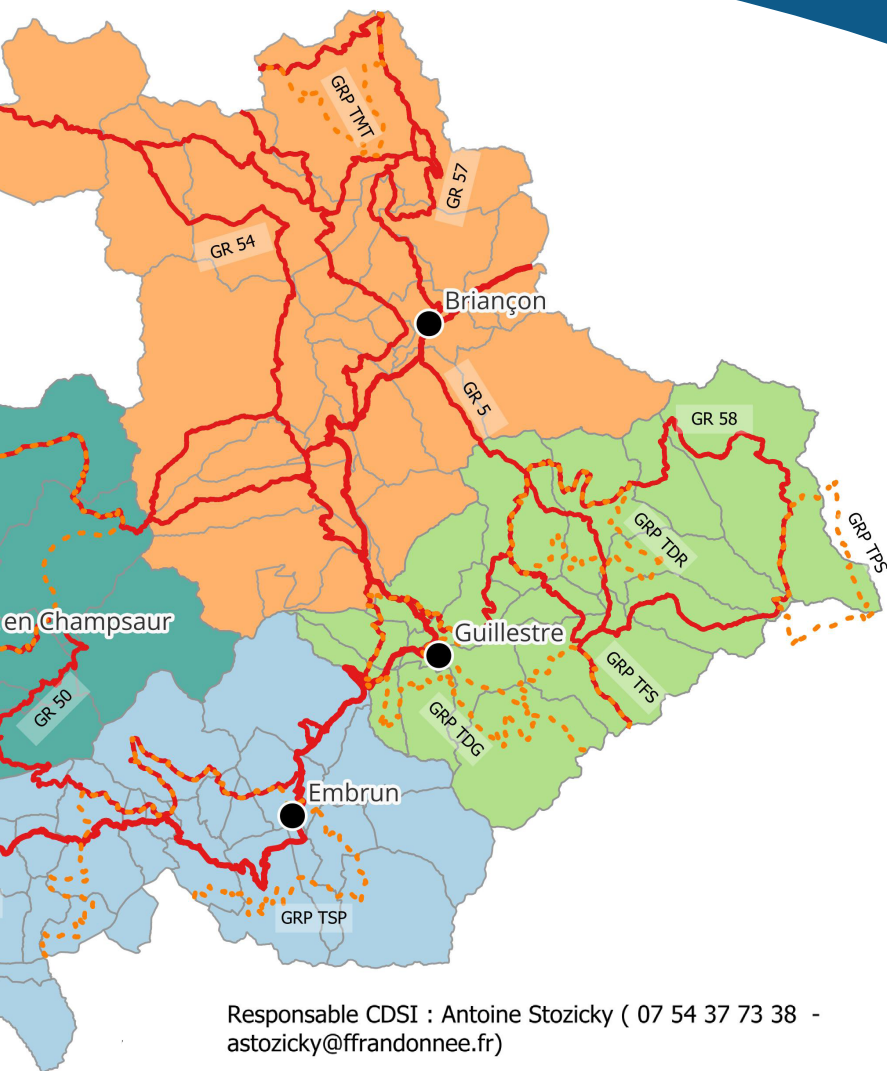 GRP TMT
GR 57
GR 54
Briançon
GR 5
GR 58
GRP TPS
GRP TDR
en Champsaur
Guillestre
GRP TFS
GR 50
GRP TDG
Embrun
GRP TSP
Responsable CDSI : Antoine Stozicky ( 07 54 37 73 38 -
astozicky@ffrandonnee.fr)